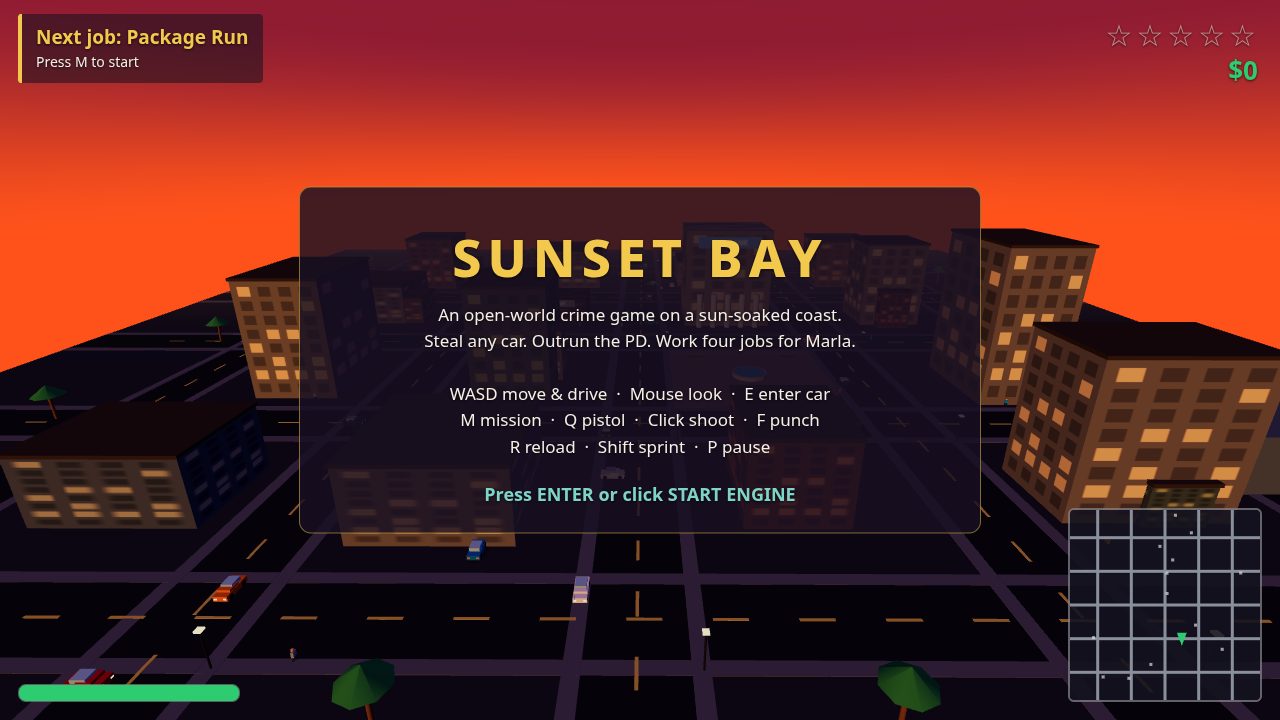 Next job: Package Run
Press M to start
☆ ☆ ☆ ☆ ☆
$0
SUNSET BAY
An open-world crime game on a sun-soaked coast.
Steal any car. Outrun the PD. Work four jobs for Marla.
WASD move & drive · Mouse look · E enter car
M mission · Q pistol · Click shoot · F punch
R reload · Shift sprint · P pause
Press ENTER or click START ENGINE